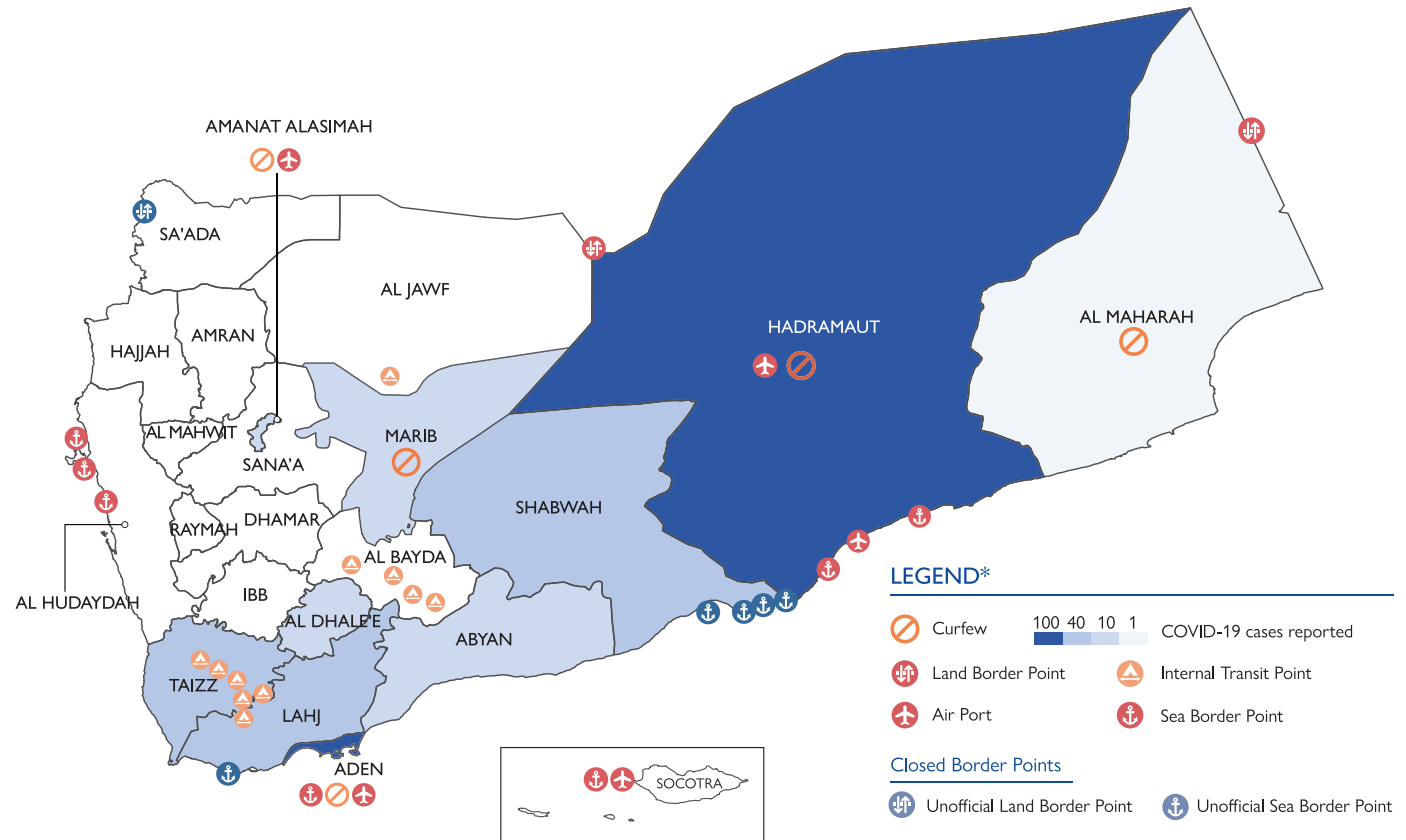 AMANAT ALASIMAH
SA'ADA
AL JAWF
HADRAMAUT
AL MAHARAH
AMRAN
HAJJAH
AL MAHWIT
MARIB
SANA'A
SHABWAH
DHAMAR
RAYMAH
AL BAYDA
IBB
AL HUDAYDAH
AL DHALE'E
ABYAN
TAIZZ
LAHJ
ADEN
SOCOTRA
LEGEND*
Curfew
100 40 10 1
COVID-19 cases reported
Land Border Point
Internal Transit Point
Air Port
Sea Border Point
Closed Border Points
Unofficial Land Border Point
Unofficial Sea Border Point